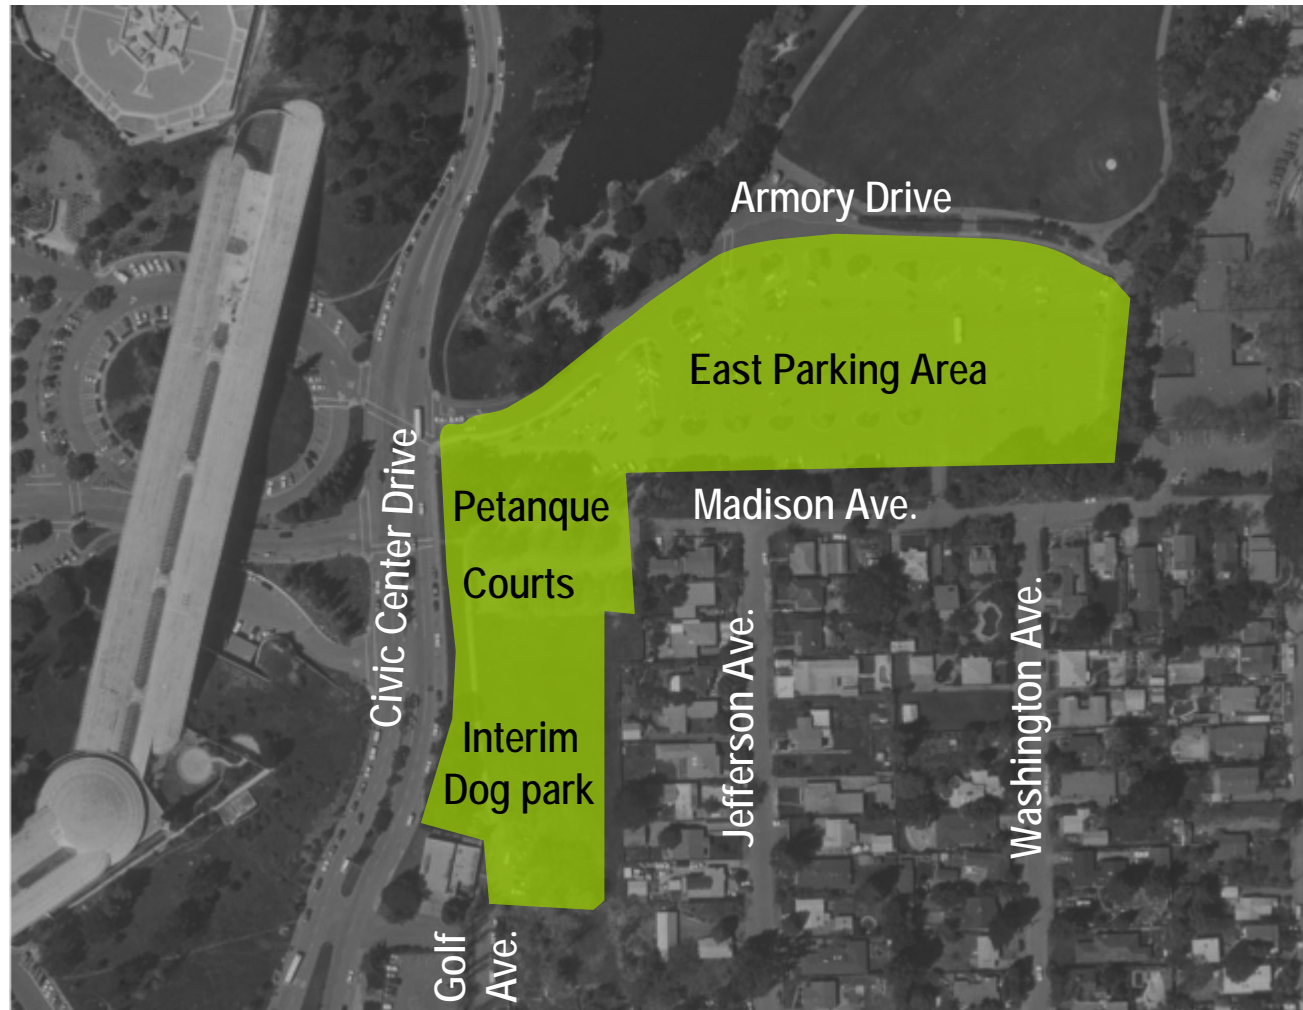 Armory Drive
East Parking Area
Civic Center Drive
Petanque
Courts
Madison Ave.
Interim
Dog park
Jefferson Ave.
Washington Ave.
Golf
Ave.